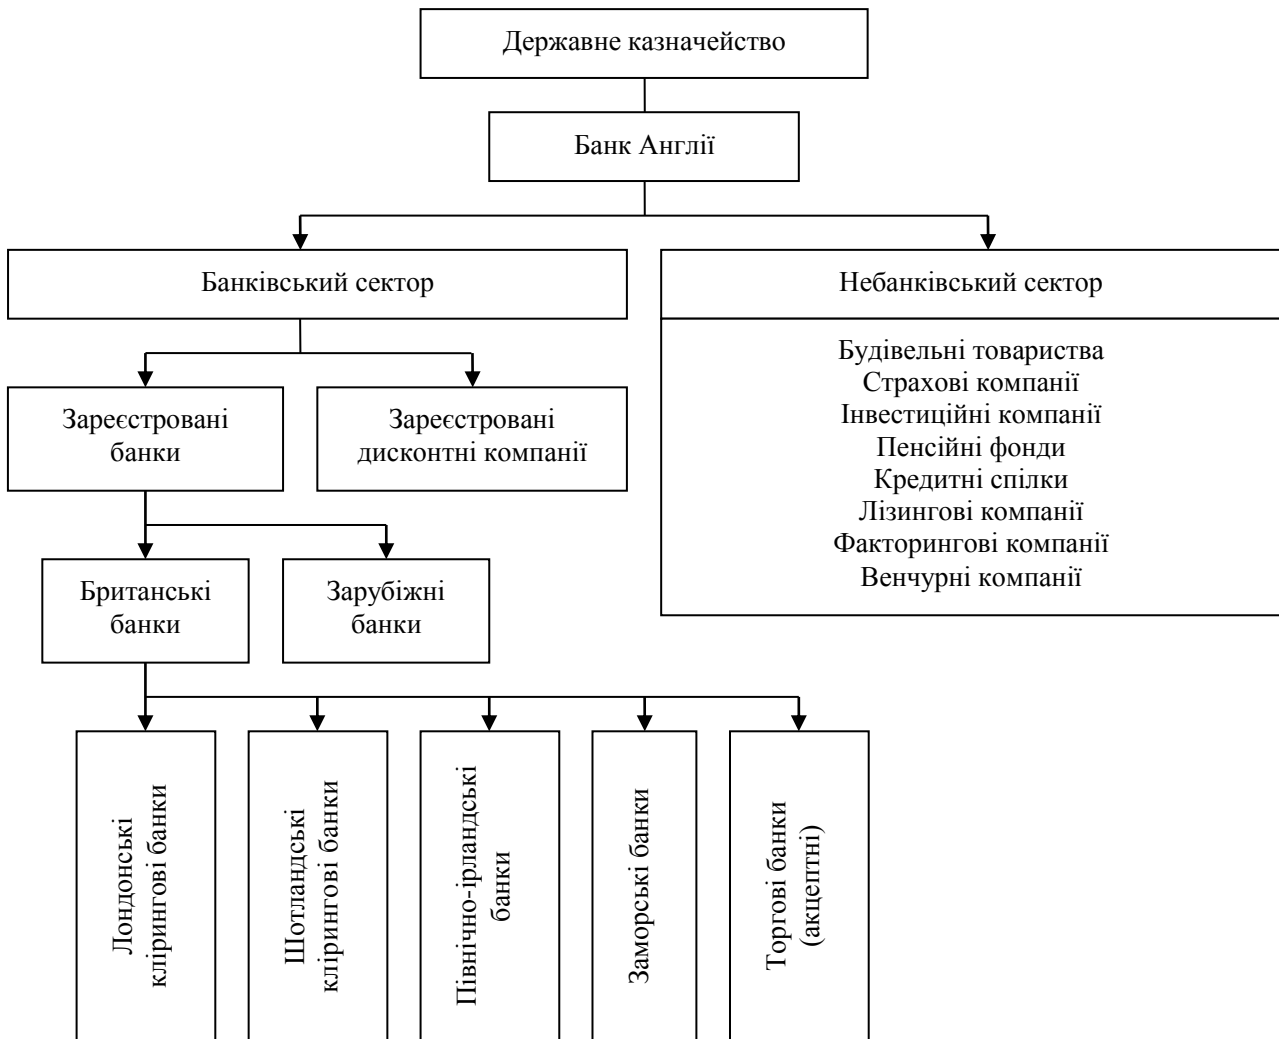 Державне казначейство
Банк Англії
Банківський сектор
Небанківський сектор
Будівельні товариства
Страхові компанії
Інвестиційні компанії
Пенсійні фонди
Кредитні спілки
Лізингові компанії
Факторингові компанії
Венчурні компанії
Зареєстровані
банки
Зареєстровані
дисконтні компанії
Британські
банки
Зарубіжні
банки
Лондонські
клірингові банки
Шотландські
клірингові банки
Північно-ірландські
банки
Заморські банки
Торгові банки
(акцептні)